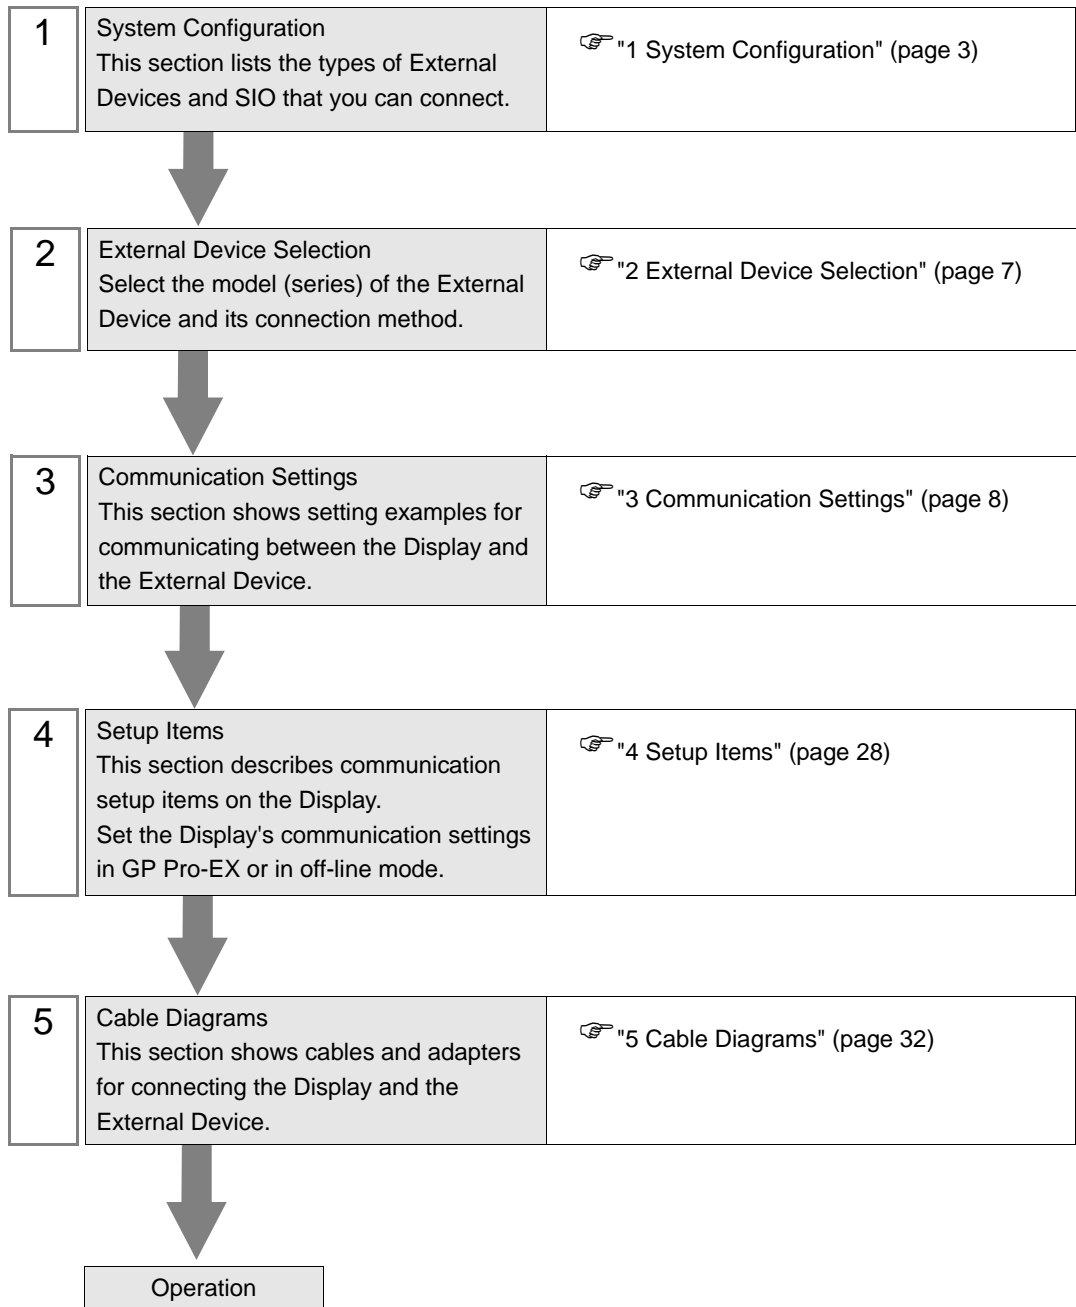 1
System Configuration
This section lists the types of External
Devices and SIO that you can connect.
"1 System Configuration" (page 3)
2
External Device Selection
Select the model (series) of the External
Device and its connection method.
"2 External Device Selection" (page 7)
3
Communication Settings
This section shows setting examples for
communicating between the Display and
the External Device.
"3 Communication Settings" (page 8)
4
Setup Items
This section describes communication
setup items on the Display.
Set the Display's communication settings
in GP Pro-EX or in off-line mode.
"4 Setup Items" (page 28)
5
Cable Diagrams
This section shows cables and adapters
for connecting the Display and the
External Device.
"5 Cable Diagrams" (page 32)
Operation